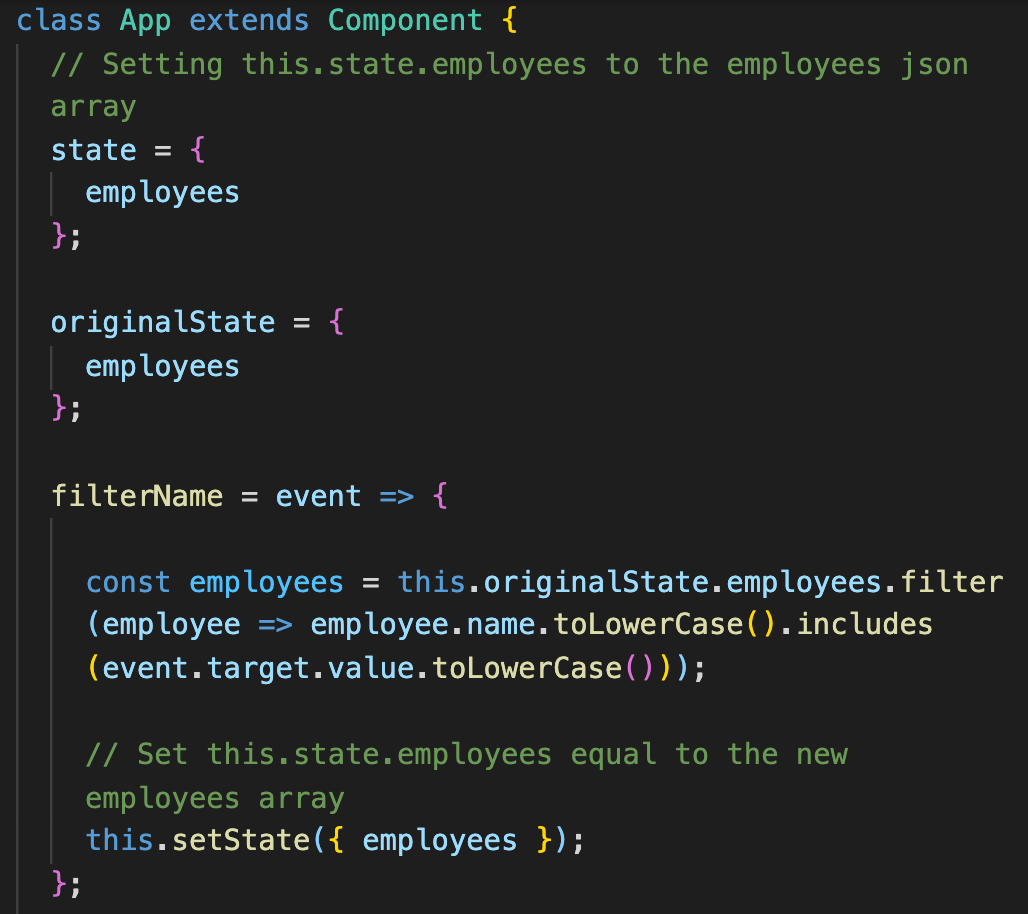 class App extends Component {
// Setting this.state.employees to the employees json
array
state = {
employees
};
originalState = {
employees
};
filterName = event => {
const employees = this.originalState.employees.filter
(employee => employee.name.toLowerCase().includes
(event.target.value.toLowerCase()));
// Set this.state.employees equal to the new
employees array
this.setState({ employees });
};